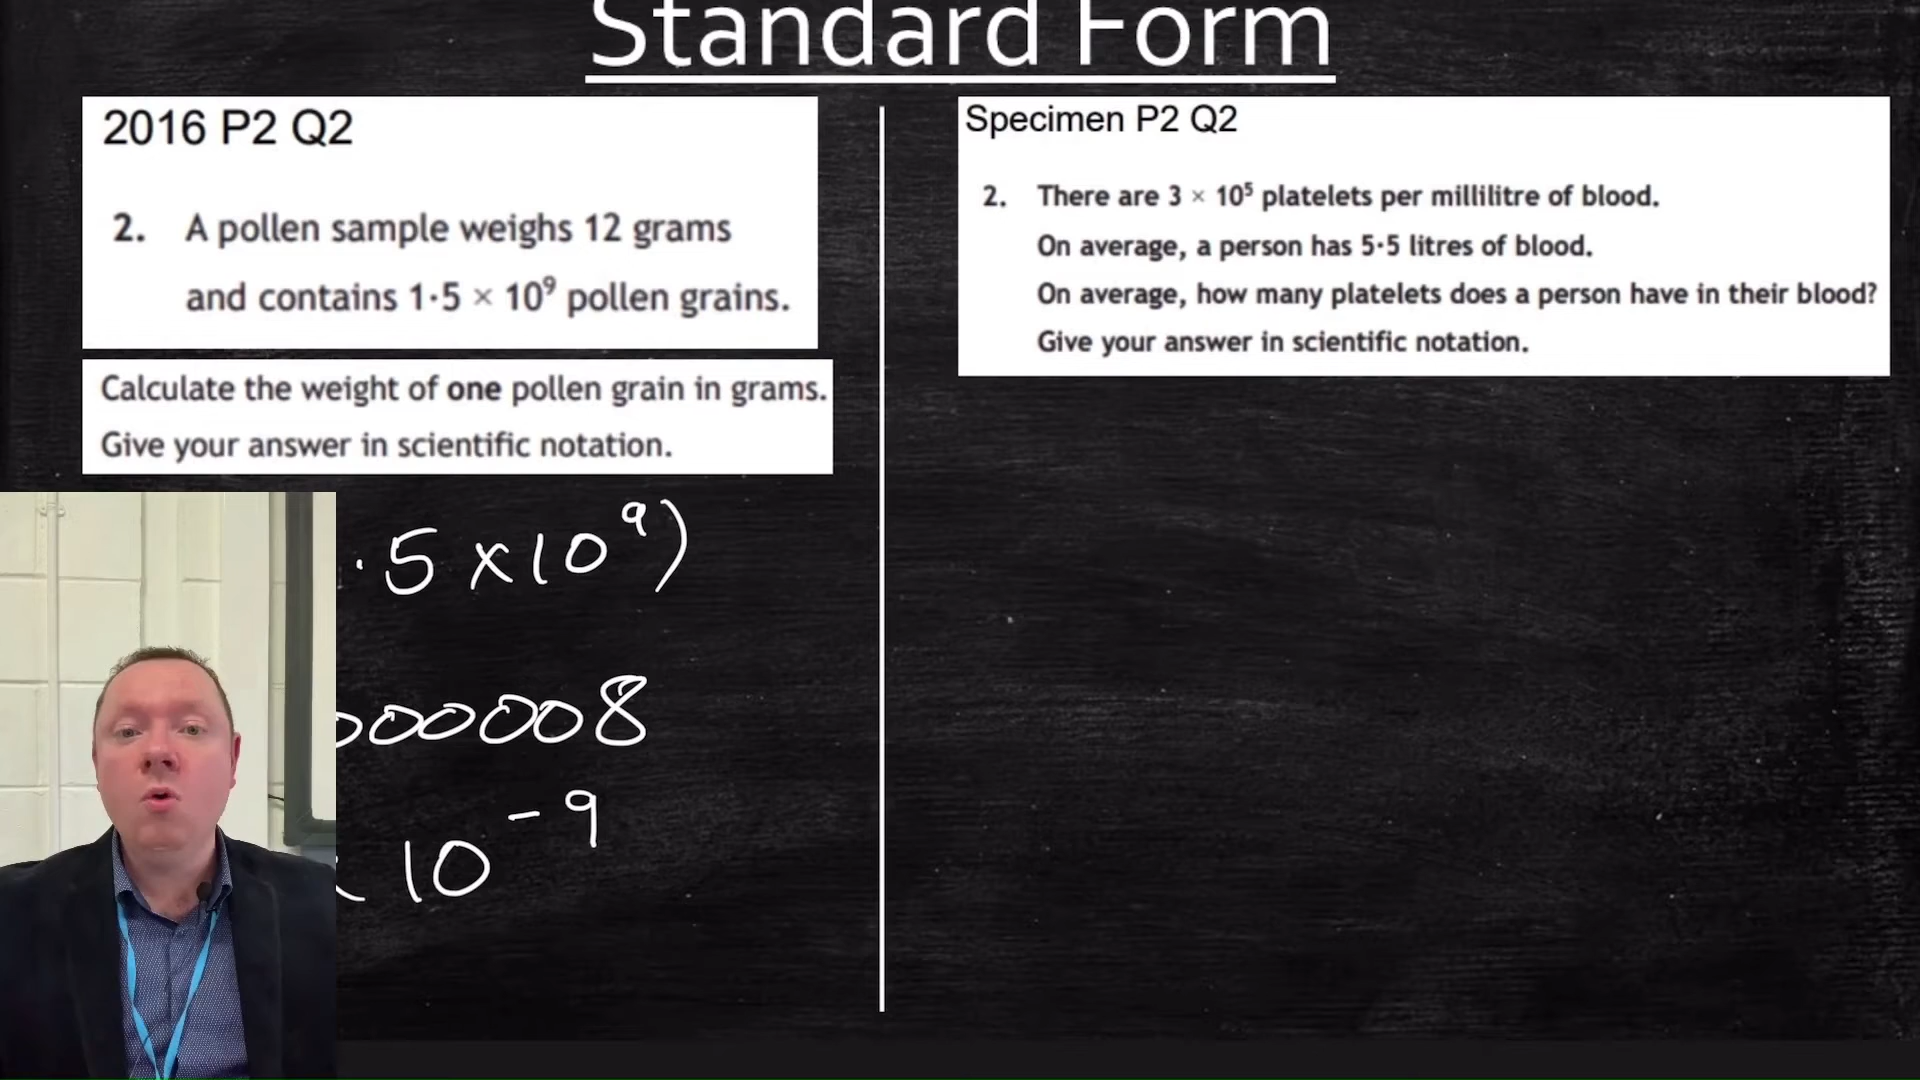 Standard Form
2016 P2 Q2
2. A pollen sample weighs 12 grams
and contains 1·5 × 10⁹ pollen grains.
Calculate the weight of one pollen grain in grams.
Give your answer in scientific notation.
·5 ×10⁹)
0000008
10⁻⁹
Specimen P2 Q2
2. There are 3 × 10⁵ platelets per millilitre of blood.
On average, a person has 5·5 litres of blood.
On average, how many platelets does a person have in their blood?
Give your answer in scientific notation.